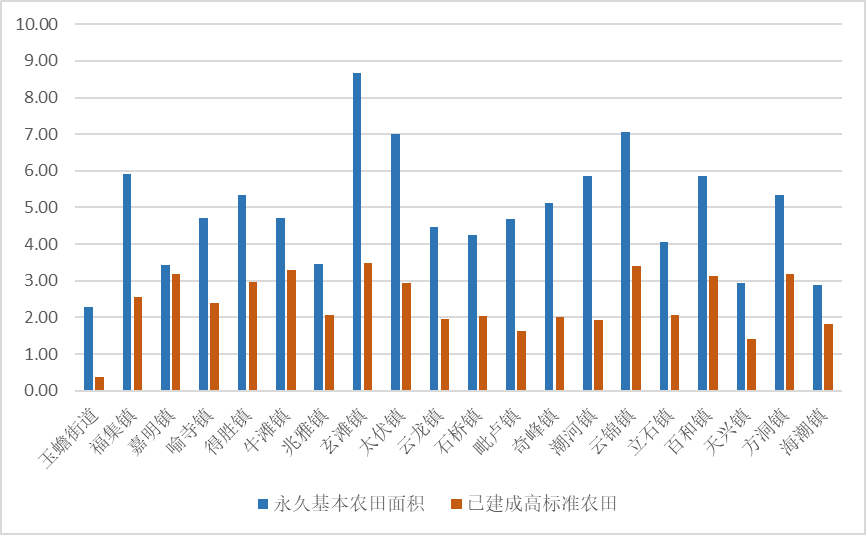 10.00
9.00
8.00
7.00
6.00
5.00
4.00
3.00
2.00
1.00
0.00
玉蟾街道
福集镇
嘉明镇
喻寺镇
得胜镇
牛滩镇
兆雅镇
玄滩镇
太伏镇
云龙镇
石桥镇
毗卢镇
奇峰镇
潮河镇
云锦镇
立石镇
百和镇
天兴镇
方洞镇
海潮镇
永久基本农田面积
已建成高标准农田